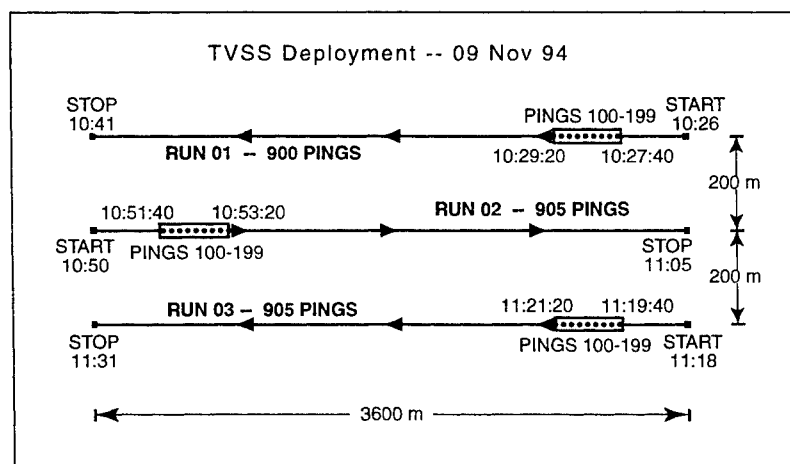 TVSS Deployment -- 09 Nov 94
STOP
10:41
PINGS 100-199
START
10:26
RUN 01 -- 900 PINGS
10:29:20
10:27:40
200 m
10:51:40
10:53:20
RUN 02 -- 905 PINGS
START
10:50
PINGS 100-199
STOP
11:05
200 m
RUN 03 -- 905 PINGS
11:21:20
11:19:40
STOP
11:31
PINGS 100-199
START
11:18
3600 m